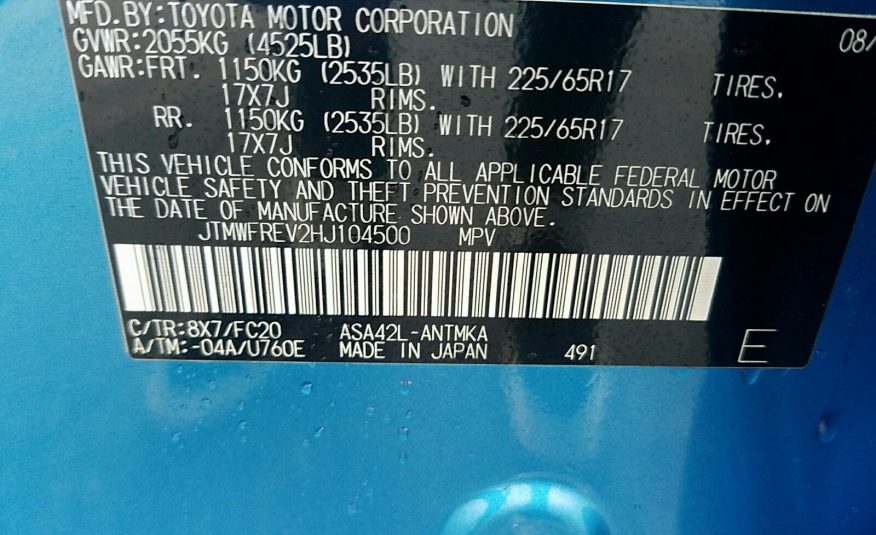 MFD.BY:TOYOTA MOTOR CORPORATION 08/
GVWR:2055KG (4525LB)
GAWR:FRT. 1150KG (2535LB) WITH 225/65R17 TIRES.
17X7J RIMS.
RR. 1150KG (2535LB) WITH 225/65R17 TIRES.
17X7J RIMS.
THIS VEHICLE CONFORMS TO ALL APPLICABLE FEDERAL MOTOR
VEHICLE SAFETY AND THEFT PREVENTION STANDARDS IN EFFECT ON
THE DATE OF MANUFACTURE SHOWN ABOVE.
JTMWFREV2HJ104500 MPV
C/TR:8X7/FC20 ASA42L-ANTMKA
A/TM:-04A/U760E MADE IN JAPAN 491 E